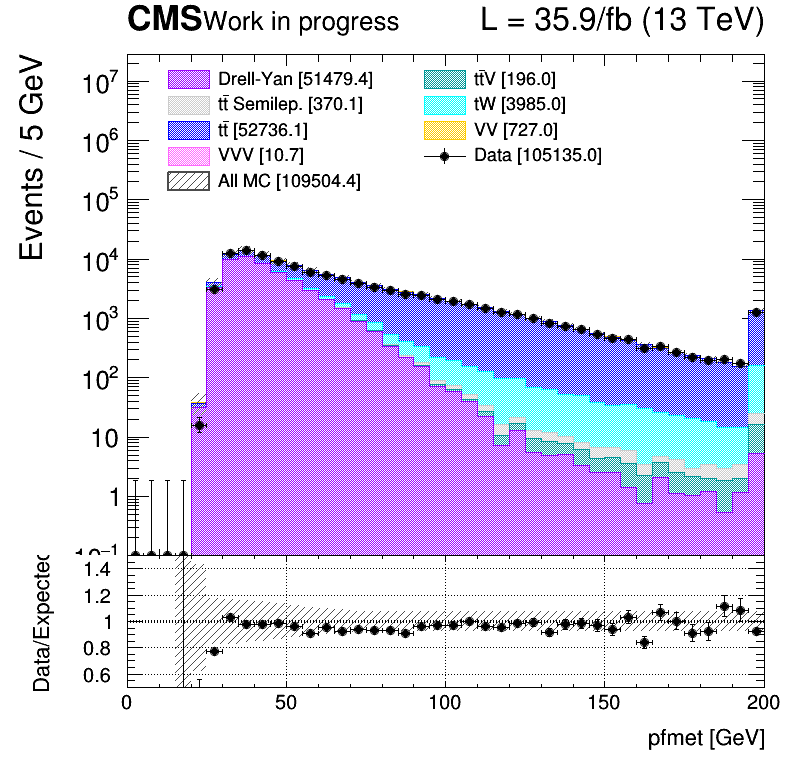 CMS Work in progress L = 35.9/fb (13 TeV)
Events / 5 GeV
Drell-Yan [51479.4] tt̄V [196.0]
tt̄ Semilep. [370.1] tW [3985.0]
tt̄ [52736.1] VV [727.0]
VVV [10.7] Data [105135.0]
All MC [109504.4]
10⁷
10⁶
10⁵
10⁴
10³
10²
10
1
10⁻¹
Data/Expected
1.4
1.2
1
0.8
0.6
0 50 100 150 200
pfmet [GeV]